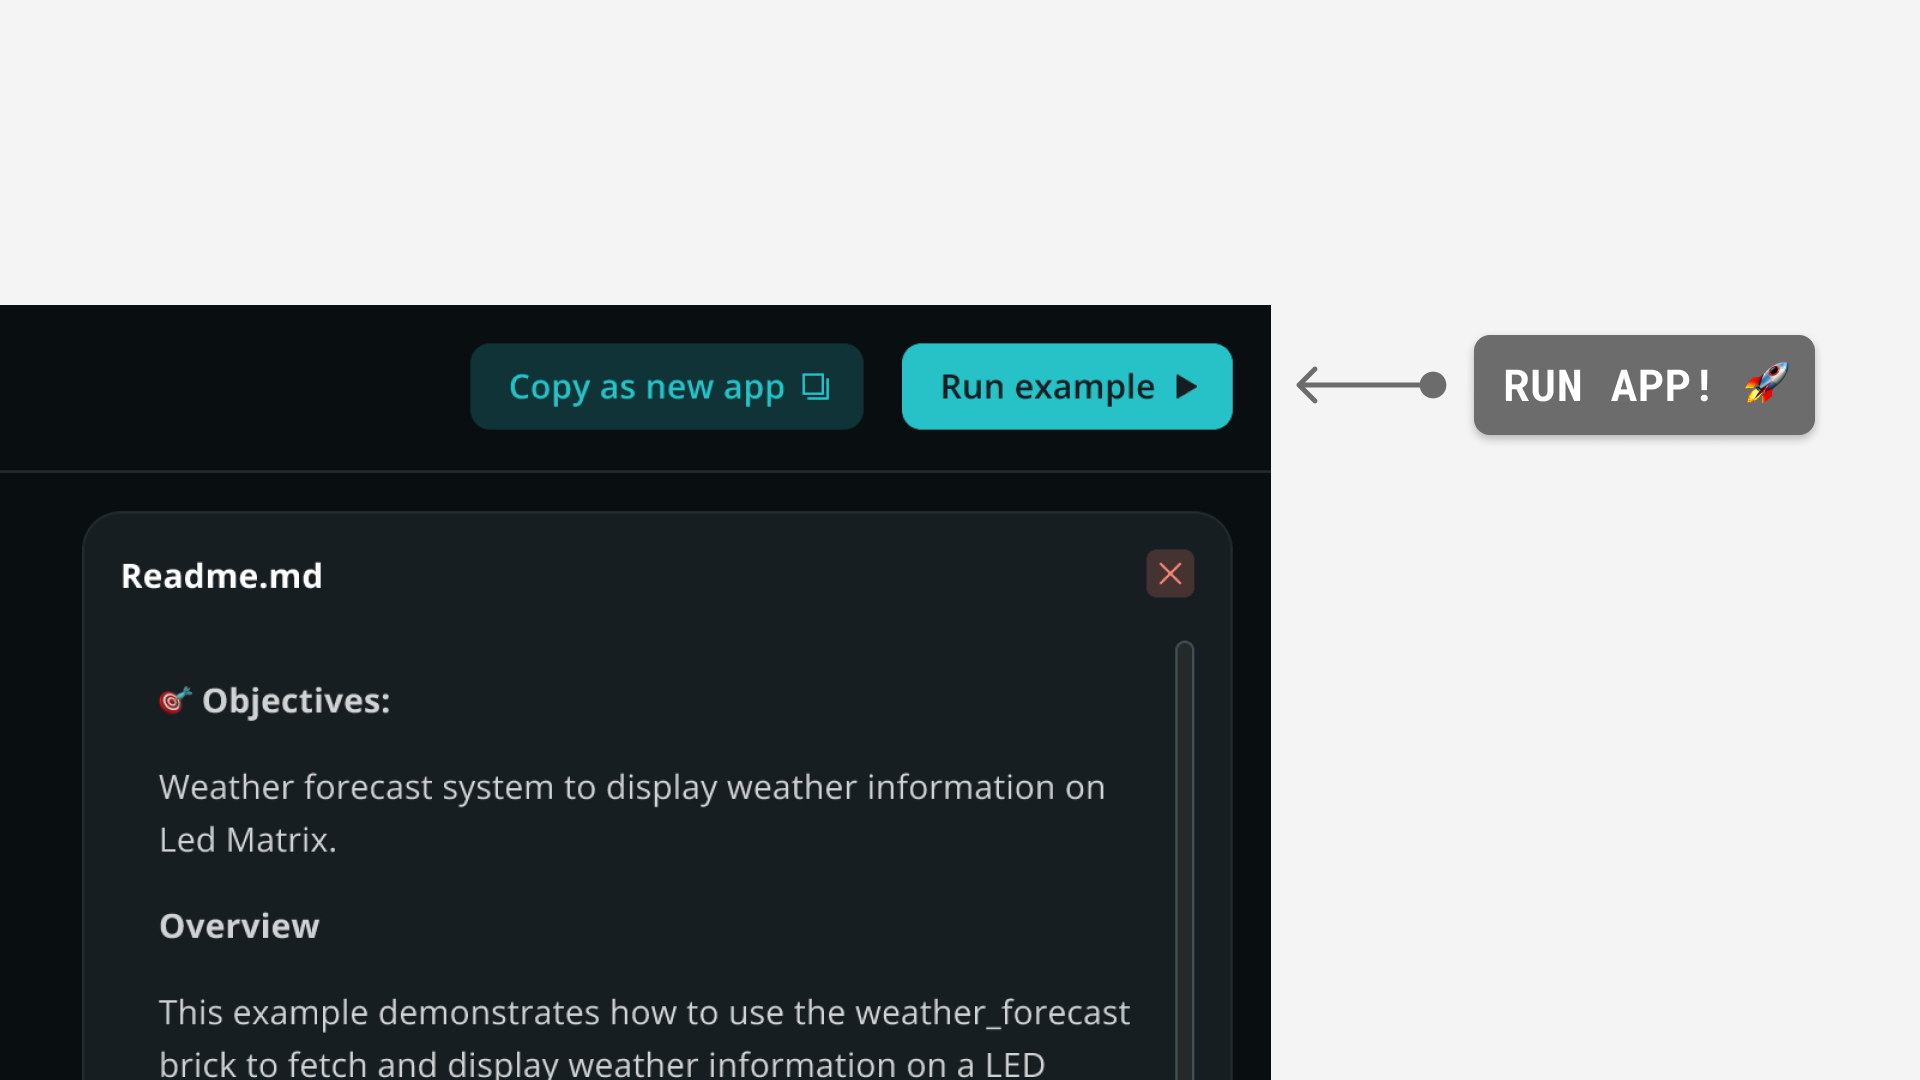 Copy as new app
Run example
RUN APP! 🚀
Readme.md
🎯 Objectives:
Weather forecast system to display weather information on
Led Matrix.
Overview
This example demonstrates how to use the weather_forecast
brick to fetch and display weather information on a LED